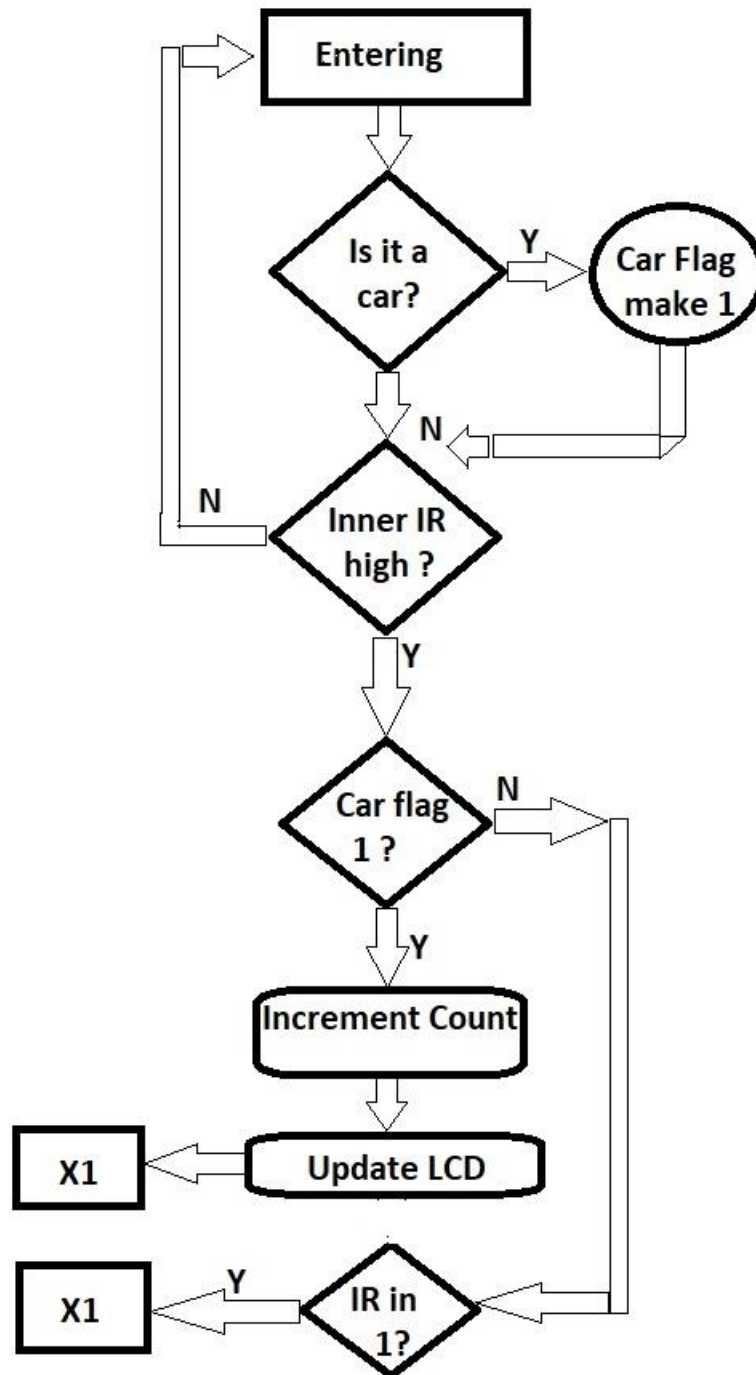 Entering
Is it a
car?
Y
Car Flag
make 1
N
N
Inner IR
high ?
Y
Car flag
1 ?
N
Y
Increment Count
X1
Update LCD
X1
Y
IR in
1?